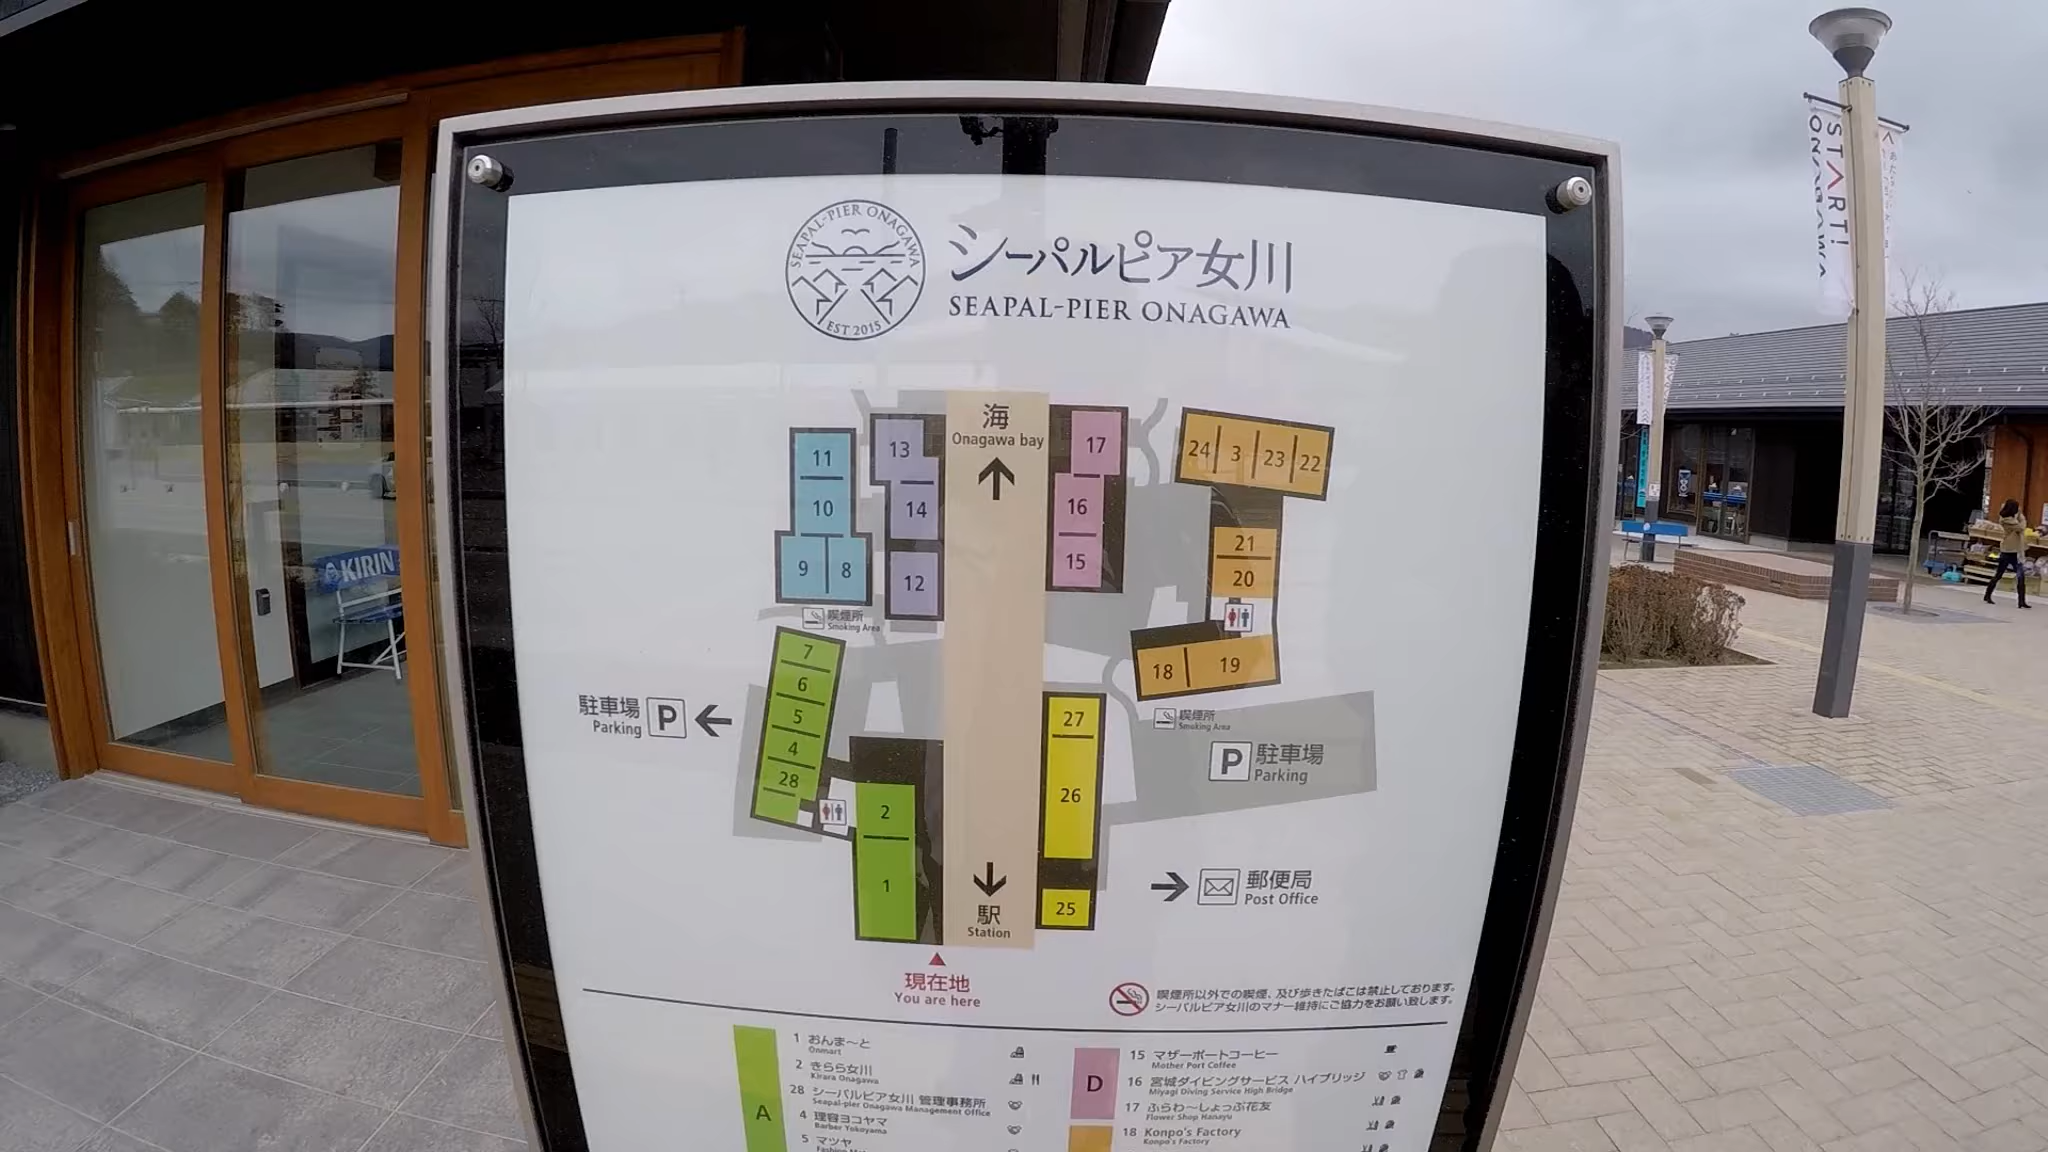 SEAPAL-PIER ONAGAWA
EST 2015
シーパルピア女川
SEAPAL-PIER ONAGAWA
START!
ONAGAWA
KIRIN
海
Onagawa bay
11
10
9
8
13
14
12
17
16
15
24
3
23
22
21
20
18
19
喫煙所
Smoking Area
7
6
5
4
28
2
1
27
26
25
駐車場
Parking
P
喫煙所
Smoking Area
P
駐車場
Parking
郵便局
Post Office
駅
Station
現在地
You are here
喫煙所以外での喫煙、及び歩きたばこは禁止しております。
シーパルピア女川のマナー維持にご協力をお願い致します。
A
1 おんま〜と
Onmart
2 きらら女川
Kirara Onagawa
28 シーパルピア女川 管理事務所
Seapal-pier Onagawa Management Office
4 理容ヨコヤマ
Barber Yokoyama
5 マツヤ
D
15 マザーポートコーヒー
Mother Port Coffee
16 宮城ダイビングサービス ハイブリッジ
Miyagi Diving Service High Bridge
17 ふらわ〜しょっぷ花友
Flower Shop Hanayu
18 Konpo's Factory
Konpo's Factory